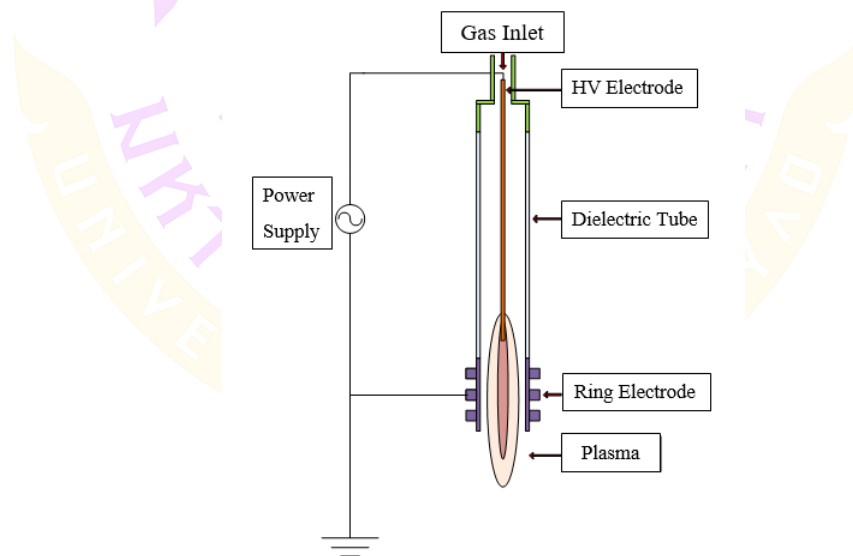 Gas Inlet
HV Electrode
Power
Supply
Dielectric Tube
Ring Electrode
Plasma